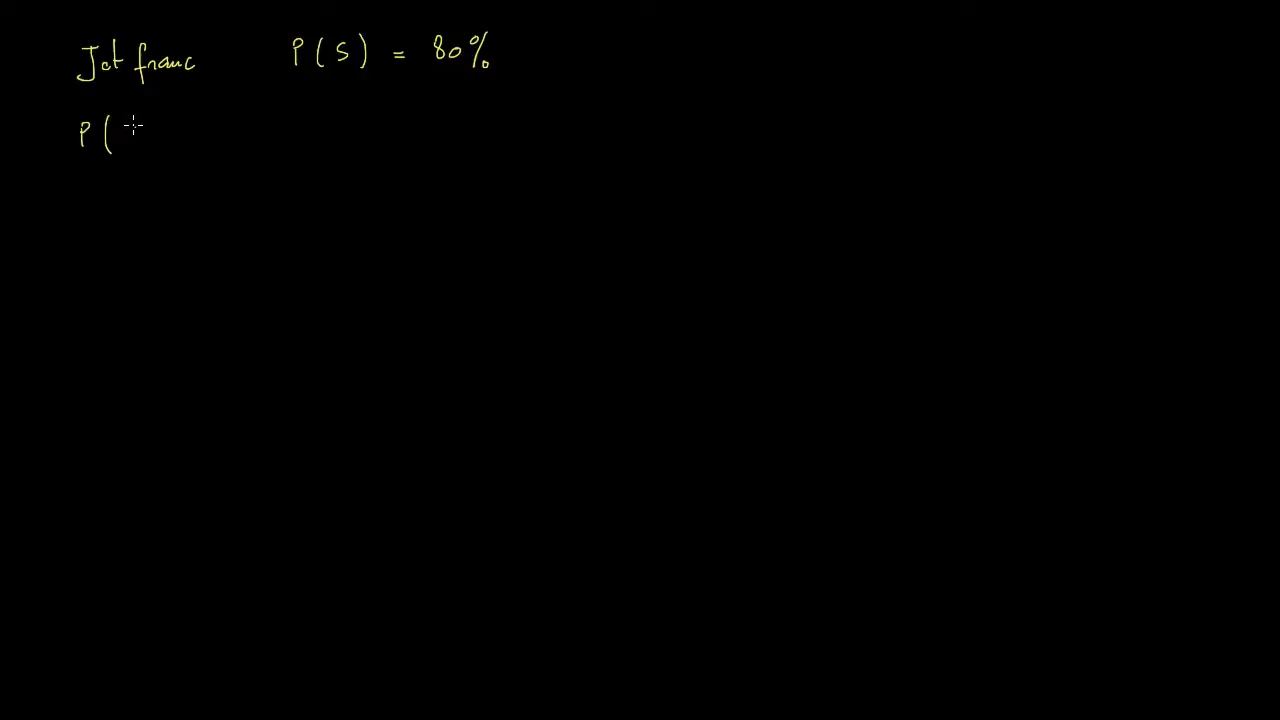 Jet franc P(S) = 80%
P(